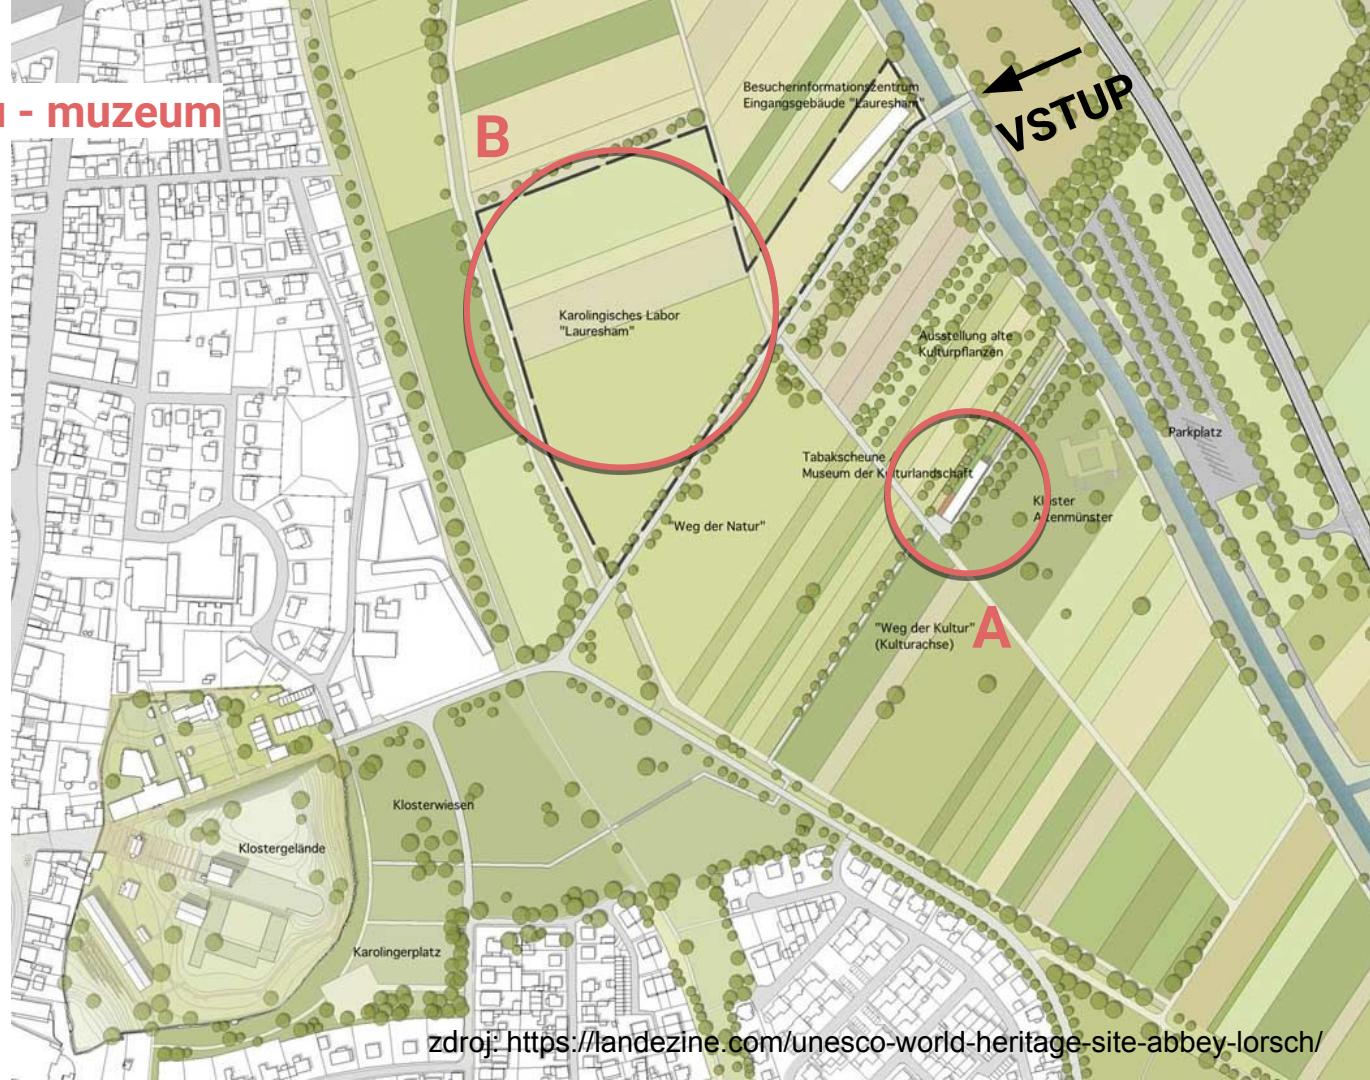 - muzeum
B
Besucherinformationszentrum
Eingangsgebäude "Lauresham"
VSTUP
Karolingisches Labor
"Lauresham"
Ausstellung alte
Kulturpflanzen
Parkplatz
Tabakscheune
Museum der Kulturlandschaft
Kloster
Altenmünster
"Weg der Natur"
"Weg der Kultur"
(Kulturachse)
A
Klosterwiesen
Klostergelände
Karolingerplatz
zdroj: https://landezine.com/unesco-world-heritage-site-abbey-lorsch/